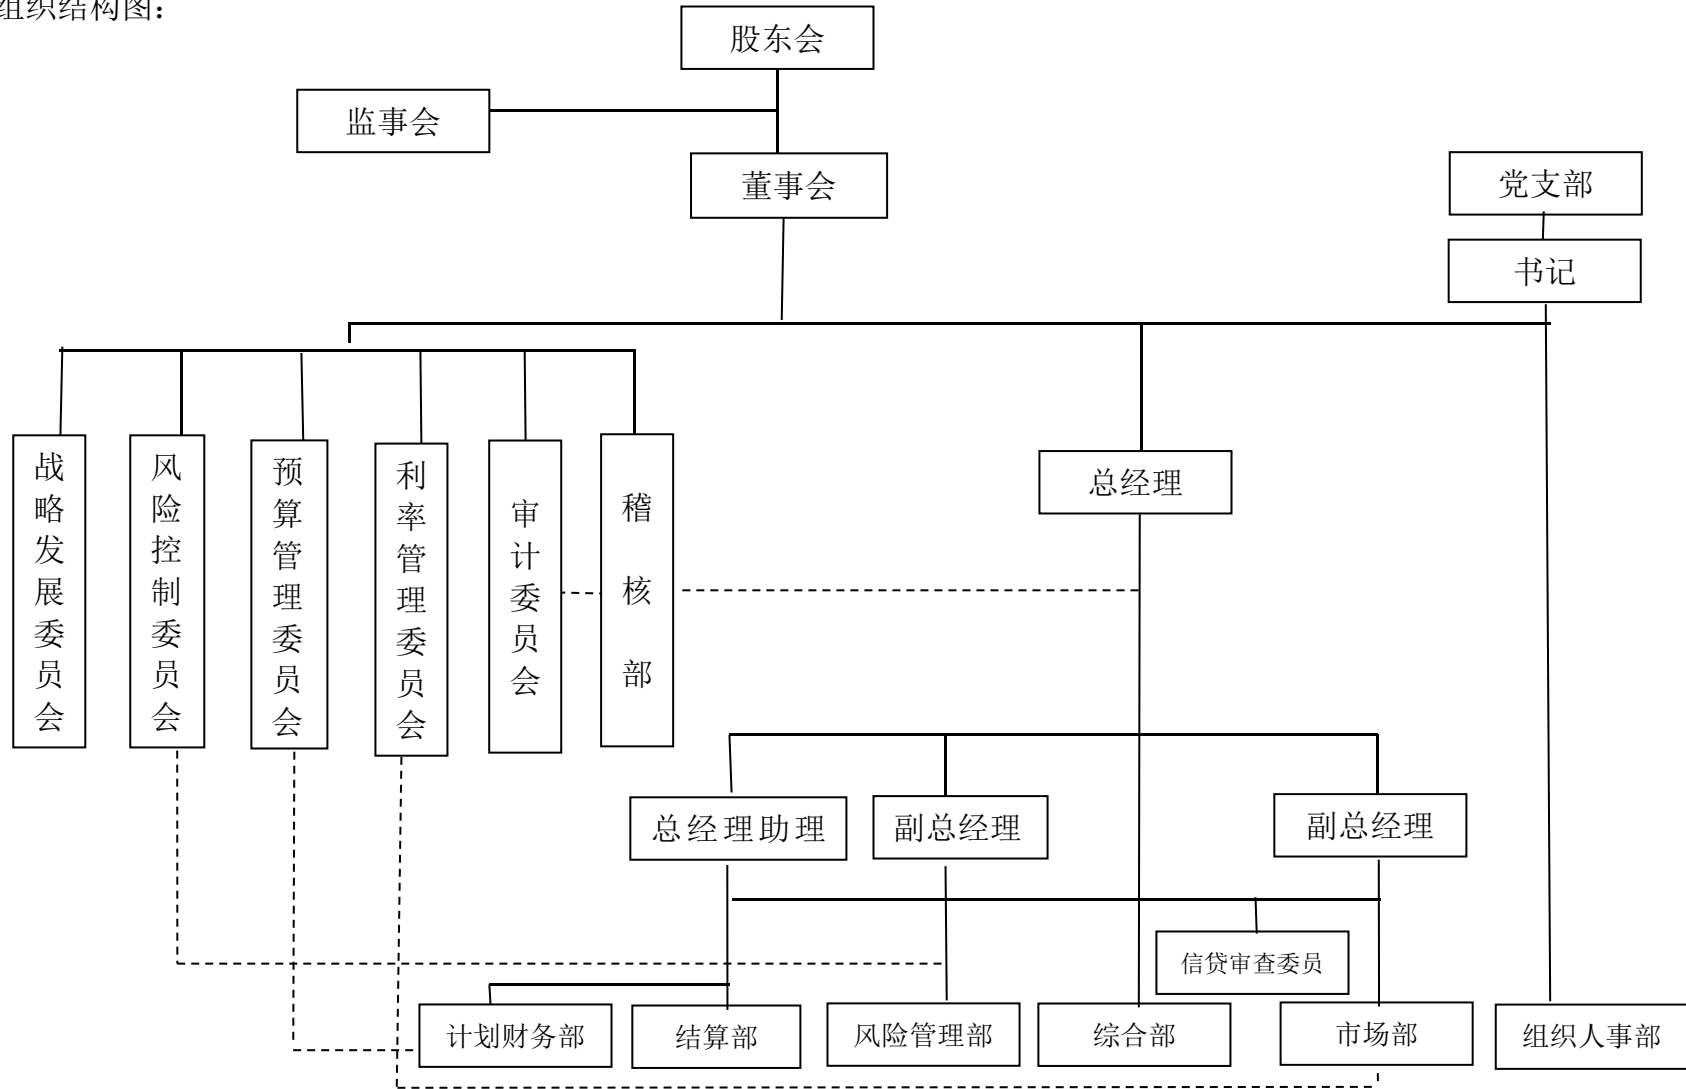 组织结构图：
股东会
监事会
董事会
党支部
书记
战略发展委员会
风险控制委员会
预算管理委员会
利率管理委员会
审计委员会
稽核部
总经理
总经理助理
副总经理
副总经理
信贷审查委员
计划财务部
结算部
风险管理部
综合部
市场部
组织人事部